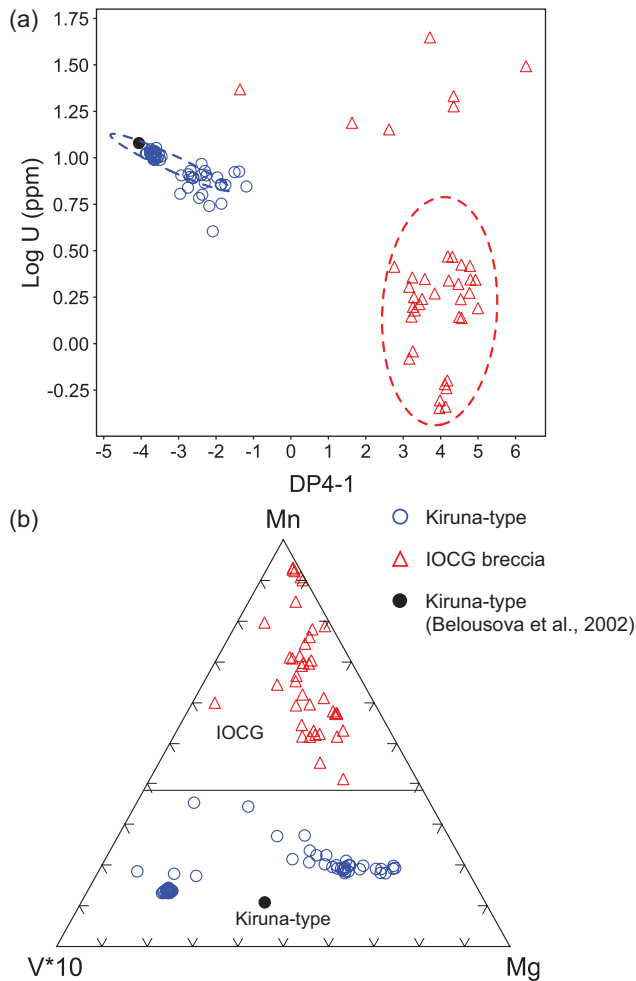 (a)
1.75
1.50
1.25
1.00
0.75
0.50
0.25
0.00
-0.25
Log U (ppm)
-5 -4 -3 -2 -1 0 1 2 3 4 5 6
DP4-1
(b)
Mn
Kiruna-type
IOCG breccia
Kiruna-type
(Belousova et al., 2002)
IOCG
Kiruna-type
V*10
Mg